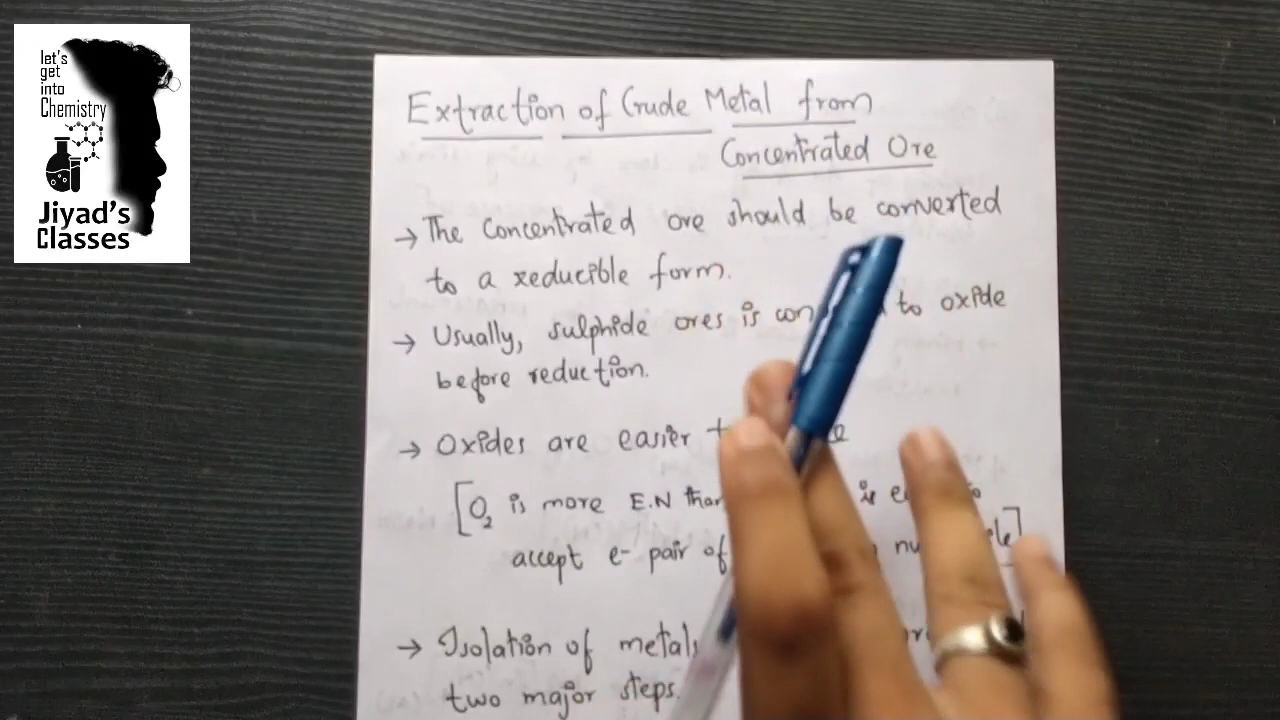 let's
get
into
Chemistry
Jiyad's
Classes
Extraction of Crude Metal from
Concentrated Ore
→ The Concentrated ore should be converted
to a reducible form.
→ Usually, sulphide ores is con to oxide
before reduction.
→ Oxides are easier
[O2 is more E.N than is
accept e- pair of
→ Isolation of metals
two major steps.